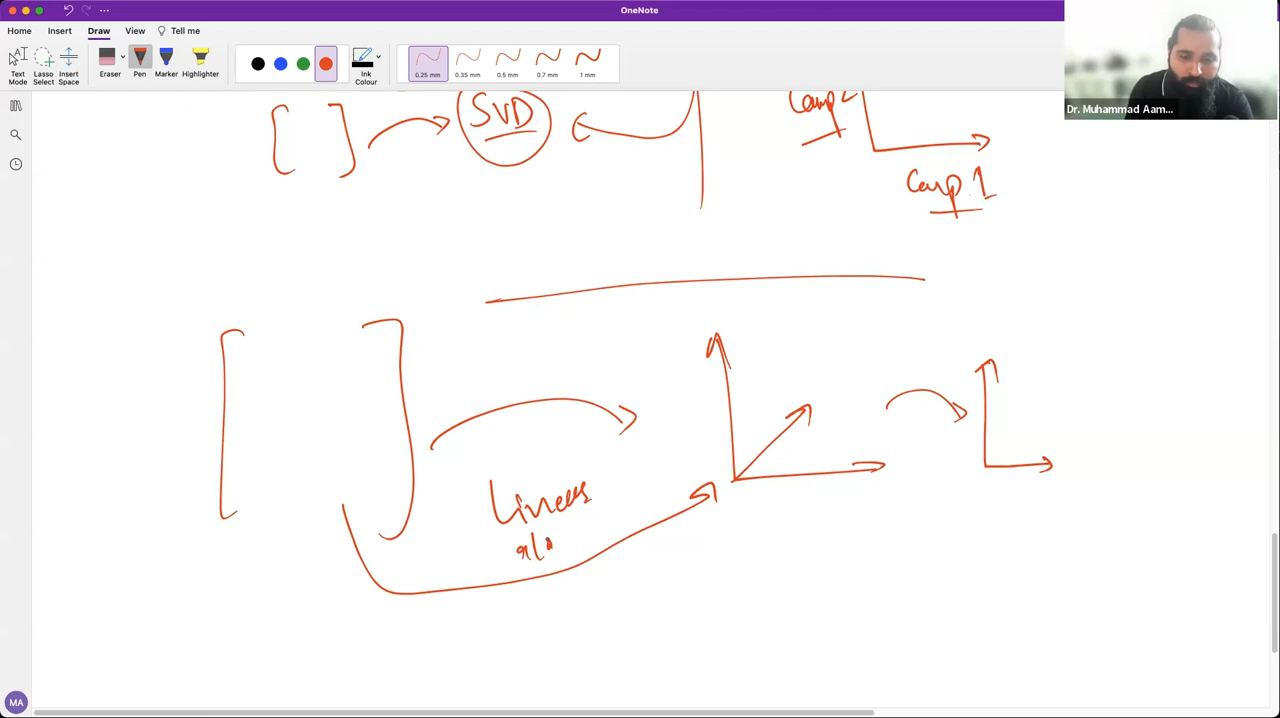 OneNote
Home Insert Draw View Tell me
Text Mode
Lasso Select
Insert Space
Eraser
Pen
Marker
Highlighter
Ink Colour
0.25 mm
0.35 mm
0.5 mm
0.7 mm
1 mm
Dr. Muhammad Aam...
SVD
Comp 2
Comp.1
Linear
MA